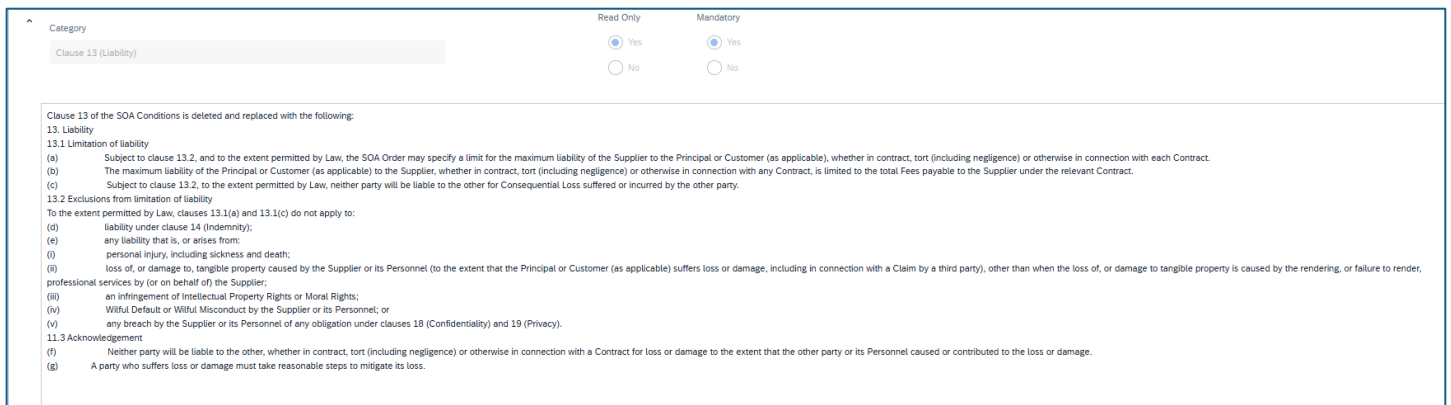 Category
Read Only
Mandatory
Clause 13 (Liability)
Yes
Yes
No
No
Clause 13 of the SOA Conditions is deleted and replaced with the following:
13. Liability
13.1 Limitation of liability
(a) Subject to clause 13.2, and to the extent permitted by Law, the SOA Order may specify a limit for the maximum liability of the Supplier to the Principal or Customer (as applicable), whether in contract, tort (including negligence) or otherwise in connection with each Contract.
(b) The maximum liability of the Principal or Customer (as applicable) to the Supplier, whether in contract, tort (including negligence) or otherwise in connection with any Contract, is limited to the total Fees payable to the Supplier under the relevant Contract.
(c) Subject to clause 13.2, to the extent permitted by Law, neither party will be liable to the other for Consequential Loss suffered or incurred by the other party.
13.2 Exclusions from limitation of liability
To the extent permitted by Law, clauses 13.1(a) and 13.1(c) do not apply to:
(d) liability under clause 14 (Indemnity);
(e) any liability that is, or arises from:
(i) personal injury, including sickness and death;
(ii) loss of, or damage to, tangible property caused by the Supplier or its Personnel (to the extent that the Principal or Customer (as applicable) suffers loss or damage, including in connection with a Claim by a third party), other than when the loss of, or damage to tangible property is caused by the rendering, or failure to render,
professional services by (or on behalf of) the Supplier;
(iii) an infringement of Intellectual Property Rights or Moral Rights;
(iv) Wilful Default or Wilful Misconduct by the Supplier or its Personnel; or
(v) any breach by the Supplier or its Personnel of any obligation under clauses 18 (Confidentiality) and 19 (Privacy).
11.3 Acknowledgement
(f) Neither party will be liable to the other, whether in contract, tort (including negligence) or otherwise in connection with a Contract for loss or damage to the extent that the other party or its Personnel caused or contributed to the loss or damage.
(g) A party who suffers loss or damage must take reasonable steps to mitigate its loss.